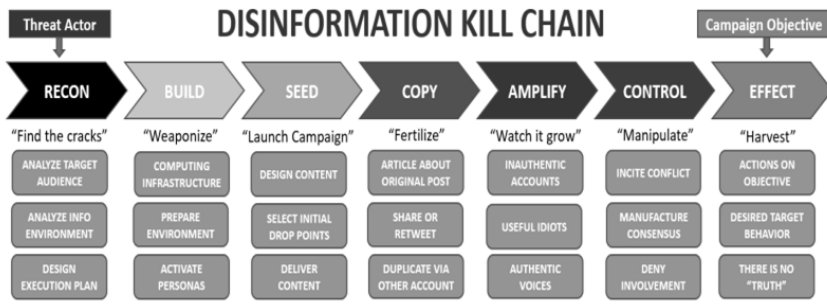 Threat Actor
DISINFORMATION KILL CHAIN
Campaign Objective
RECON
BUILD
SEED
COPY
AMPLIFY
CONTROL
EFFECT
“Find the cracks”
“Weaponize”
“Launch Campaign”
“Fertilize”
“Watch it grow”
“Manipulate”
“Harvest”
ANALYZE TARGET
AUDIENCE
COMPUTING
INFRASTRUCTURE
DESIGN CONTENT
ARTICLE ABOUT
ORIGINAL POST
INAUTHENTIC
ACCOUNTS
INCITE CONFLICT
ACTIONS ON
OBJECTIVE
ANALYZE INFO
ENVIRONMENT
PREPARE
ENVIRONMENT
SELECT INITIAL
DROP POINTS
SHARE OR
RETWEET
USEFUL IDIOTS
MANUFACTURE
CONSENSUS
DESIRED TARGET
BEHAVIOR
DESIGN
EXECUTION PLAN
ACTIVATE
PERSONAS
DELIVER
CONTENT
DUPLICATE VIA
OTHER ACCOUNT
AUTHENTIC
VOICES
DENY
INVOLVEMENT
THERE IS NO
"TRUTH"